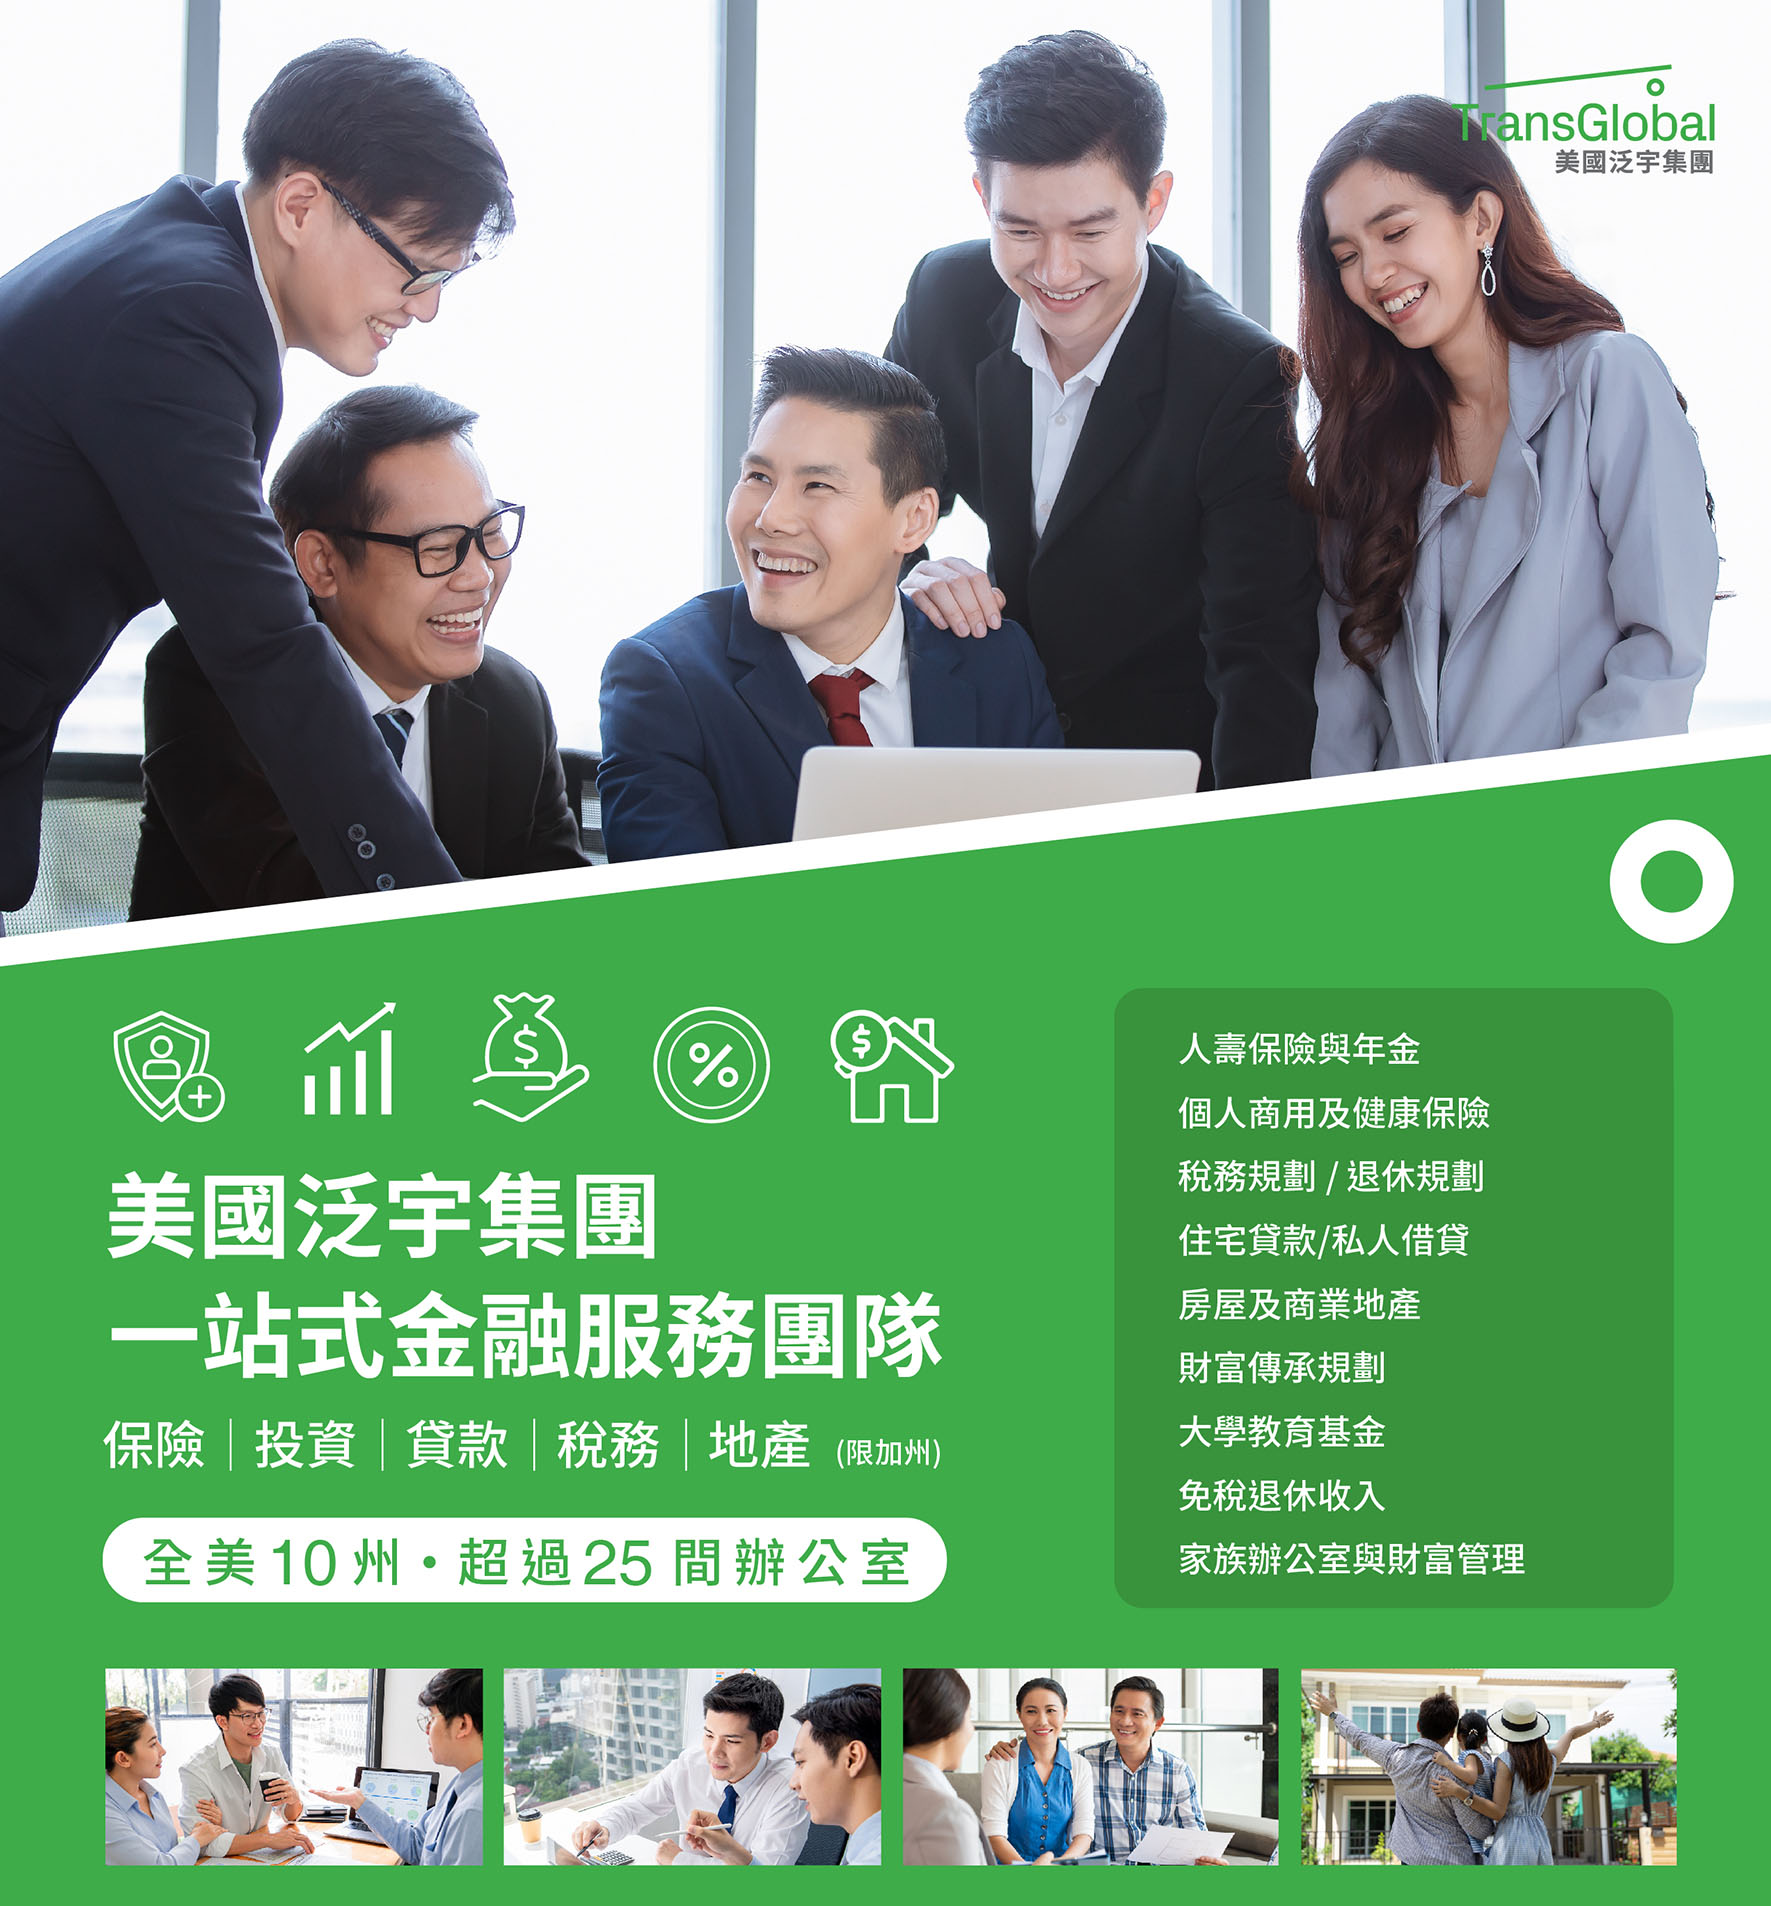 TransGlobal
美國泛宇集團
美國泛宇集團
一站式金融服務團隊
保險｜投資｜貸款｜稅務｜地產 (限加州)
全美10州・超過25間辦公室
人壽保險與年金
個人商用及健康保險
稅務規劃 / 退休規劃
住宅貸款/私人借貸
房屋及商業地產
財富傳承規劃
大學教育基金
免稅退休收入
家族辦公室與財富管理